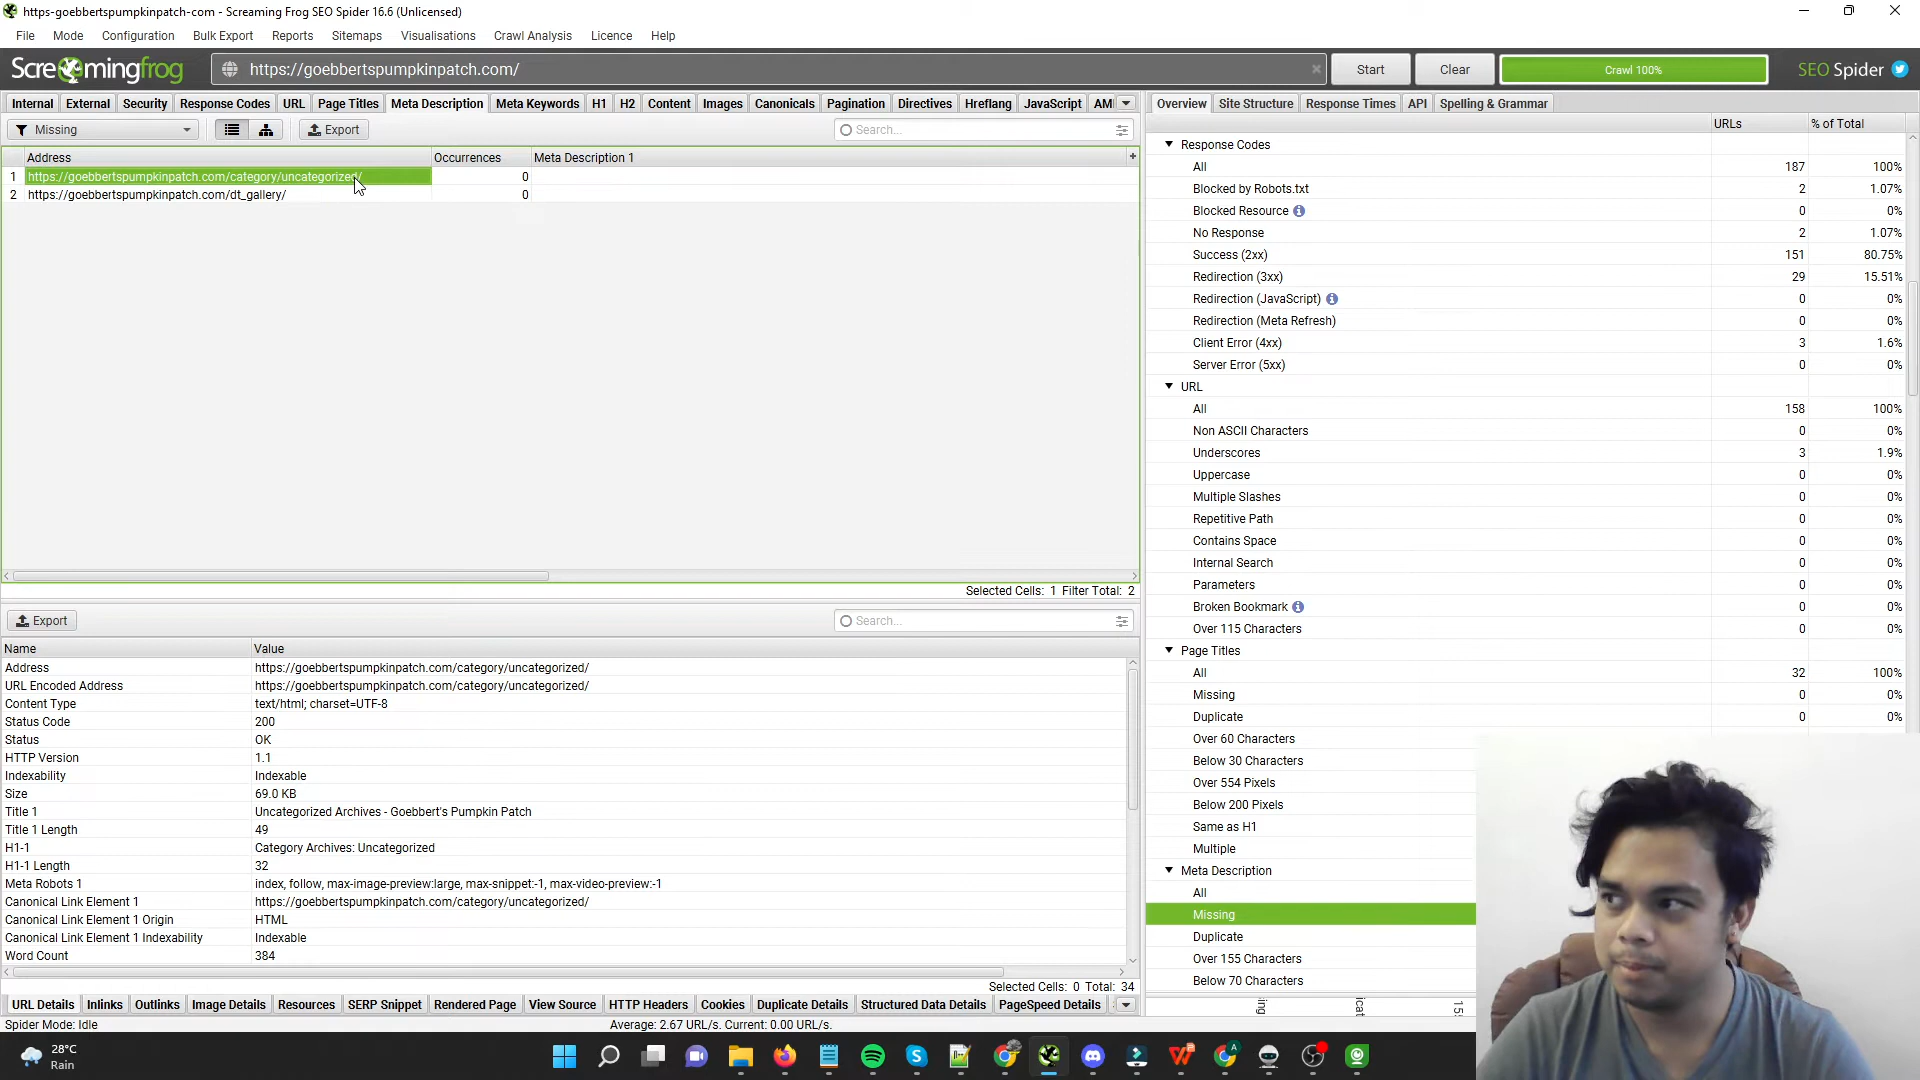 https-goebbertspumpkinpatch-com - Screaming Frog SEO Spider 16.6 (Unlicensed)
File Mode Configuration Bulk Export Reports Sitemaps Visualisations Crawl Analysis Licence Help
Screamingfrog https://goebbertspumpkinpatch.com/ Start Clear Crawl 100% SEO Spider
Internal External Security Response Codes URL Page Titles Meta Description Meta Keywords H1 H2 Content Images Canonicals Pagination Directives Hreflang JavaScript AM
Overview Site Structure Response Times API Spelling & Grammar
Missing Export Search...
URLs % of Total
Address Occurrences Meta Description 1 +
1 https://goebbertspumpkinpatch.com/category/uncategorized/ 0
2 https://goebbertspumpkinpatch.com/dt_gallery/ 0
Selected Cells: 1 Filter Total: 2
Export Search...
Name Value
Address https://goebbertspumpkinpatch.com/category/uncategorized/
URL Encoded Address https://goebbertspumpkinpatch.com/category/uncategorized/
Content Type text/html; charset=UTF-8
Status Code 200
Status OK
HTTP Version 1.1
Indexability Indexable
Size 69.0 KB
Title 1 Uncategorized Archives - Goebbert's Pumpkin Patch
Title 1 Length 49
H1-1 Category Archives: Uncategorized
H1-1 Length 32
Meta Robots 1 index, follow, max-image-preview:large, max-snippet:-1, max-video-preview:-1
Canonical Link Element 1 https://goebbertspumpkinpatch.com/category/uncategorized/
Canonical Link Element 1 Origin HTML
Canonical Link Element 1 Indexability Indexable
Word Count 384
Selected Cells: 0 Total: 34
URL Details Inlinks Outlinks Image Details Resources SERP Snippet Rendered Page View Source HTTP Headers Cookies Duplicate Details Structured Data Details PageSpeed Details
Response Codes
All 187 100%
Blocked by Robots.txt 2 1.07%
Blocked Resource 0 0%
No Response 2 1.07%
Success (2xx) 151 80.75%
Redirection (3xx) 29 15.51%
Redirection (JavaScript) 0 0%
Redirection (Meta Refresh) 0 0%
Client Error (4xx) 3 1.6%
Server Error (5xx) 0 0%
URL
All 158 100%
Non ASCII Characters 0 0%
Underscores 3 1.9%
Uppercase 0 0%
Multiple Slashes 0 0%
Repetitive Path 0 0%
Contains Space 0 0%
Internal Search 0 0%
Parameters 0 0%
Broken Bookmark 0 0%
Over 115 Characters 0 0%
Page Titles
All 32 100%
Missing 0 0%
Duplicate 0 0%
Over 60 Characters
Below 30 Characters
Over 554 Pixels
Below 200 Pixels
Same as H1
Multiple
Meta Description
All
Missing
Duplicate
Over 155 Characters
Below 70 Characters
Spider Mode: Idle Average: 2.67 URL/s. Current: 0.00 URL/s.
28°C
Rain